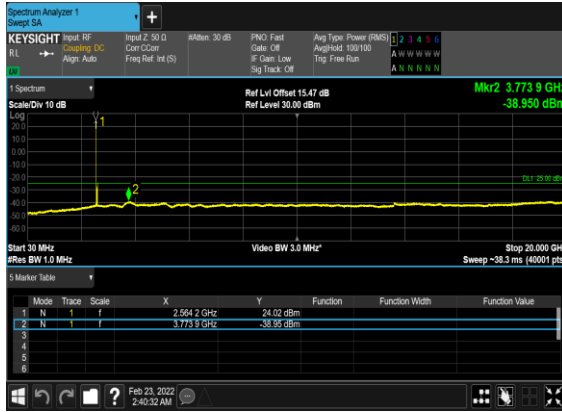 Spectrum Analyzer 1
Swept SA
+
KEYSIGHT Input: RF Input Z: 50 Ω #Atten: 30 dB PNO: Fast Avg Type: Power (RMS) 1 2 3 4 5 6
RL Coupling: DC Corr CCorr Gate: Off Avg|Hold: 100/100 A W W W W W
Align: Auto Freq Ref: Int (S) IF Gain: Low Trig: Free Run
LU Sig Track: Off A N N N N N
1 Spectrum Ref Lvl Offset 15.47 dB Mkr2 3.773 9 GHz
Scale/Div 10 dB Ref Level 30.00 dBm -38.950 dBm
Log 1
20.0
10.0
0.00
-10.0
-20.0 DL1 -25.00 dBm
-30.0 2
-40.0
-50.0
-60.0
Start 30 MHz Video BW 3.0 MHz* Stop 20.000 GHz
#Res BW 1.0 MHz Sweep ~38.3 ms (40001 pts)
5 Marker Table
Mode Trace Scale X Y Function Function Width Function Value
1 N 1 f 2.564 2 GHz 24.02 dBm
2 N 1 f 3.773 9 GHz -38.95 dBm
3
4
5
6
? Feb 23, 2022
2:40:32 AM